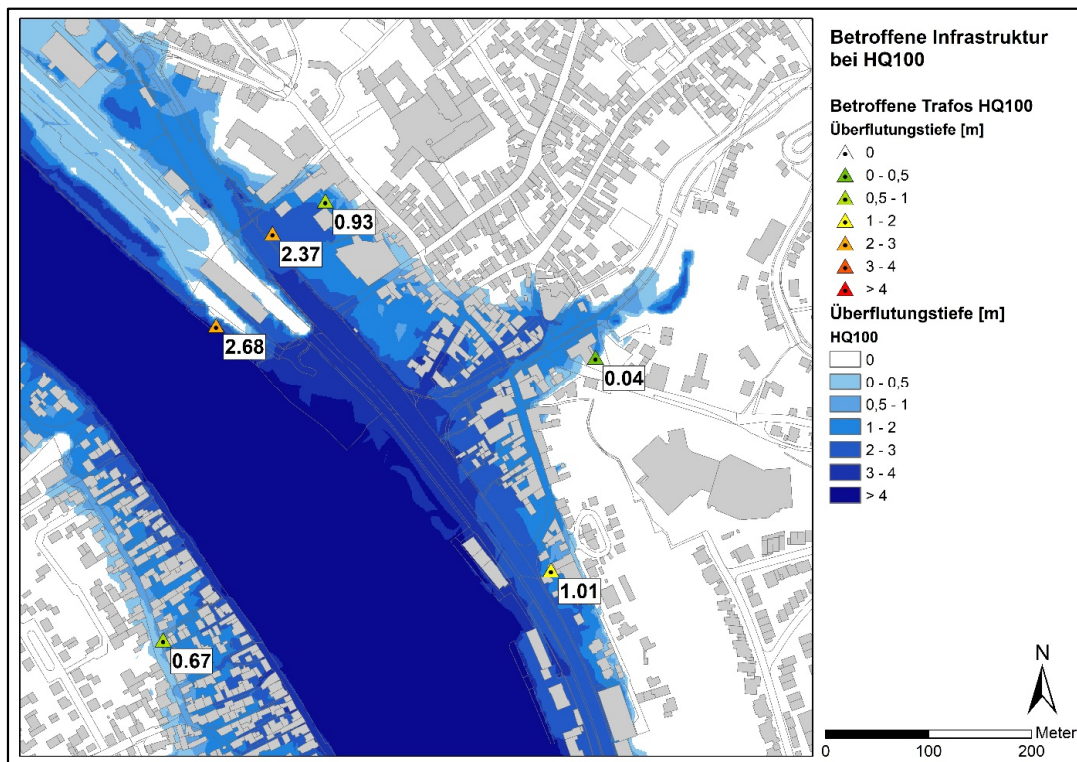 Betroffene Infrastruktur
bei HQ100
Betroffene Trafos HQ100
Überflutungstiefe [m]
0
0 - 0,5
0,5 - 1
1 - 2
2 - 3
3 - 4
> 4
Überflutungstiefe [m]
HQ100
0
0 - 0,5
0,5 - 1
1 - 2
2 - 3
3 - 4
> 4
0.93
2.37
2.68
0.04
1.01
0.67
N
Meter
0 100 200